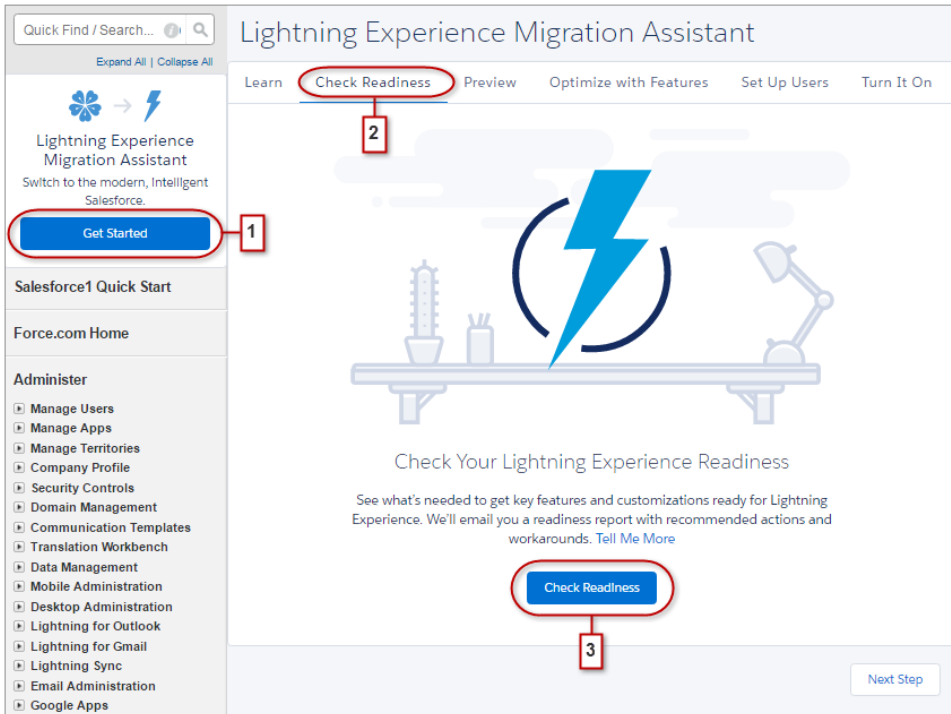 Quick Find / Search...
Expand All | Collapse All
Lightning Experience
Migration Assistant
Switch to the modern, Intelligent
Salesforce.
Get Started
1
Salesforce1 Quick Start
Force.com Home
Administer
Manage Users
Manage Apps
Manage Territories
Company Profile
Security Controls
Domain Management
Communication Templates
Translation Workbench
Data Management
Mobile Administration
Desktop Administration
Lightning for Outlook
Lightning for Gmail
Lightning Sync
Email Administration
Google Apps
Lightning Experience Migration Assistant
Learn Check Readiness Preview Optimize with Features Set Up Users Turn It On
2
Check Your Lightning Experience Readiness
See what's needed to get key features and customizations ready for Lightning
Experience. We'll email you a readiness report with recommended actions and
workarounds. Tell Me More
Check Readiness
3
Next Step